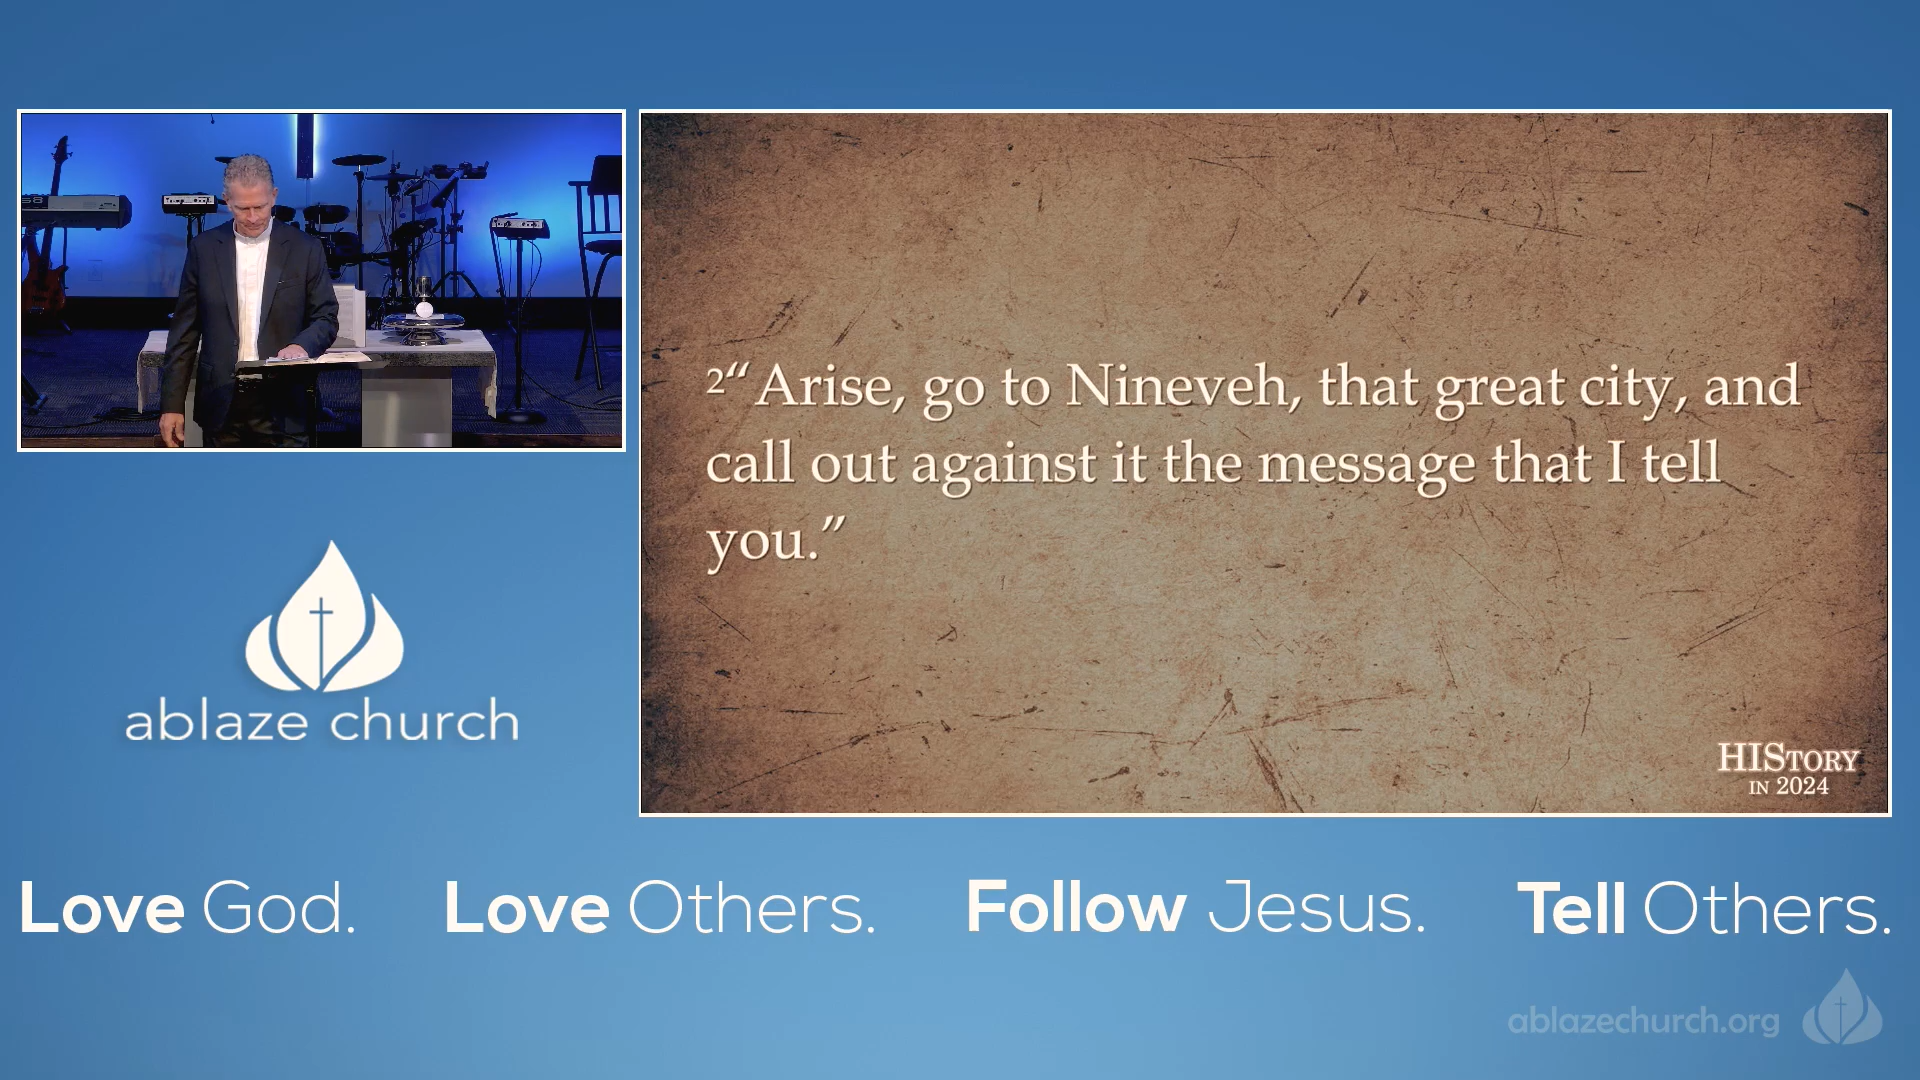 2“Arise, go to Nineveh, that great city, and
call out against it the message that I tell
you.”
HISTORY
IN 2024
ablaze church
Love God. Love Others. Follow Jesus. Tell Others.
ablazechurch.org